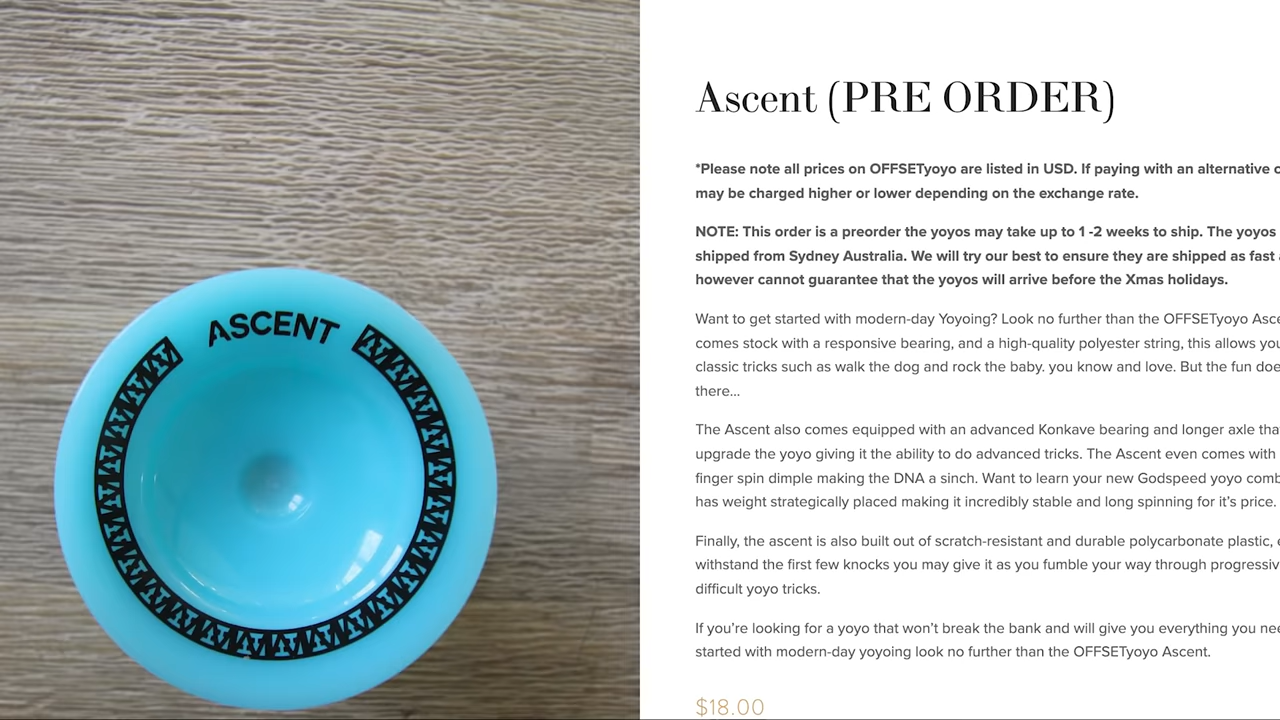 ASCENT
Ascent (PRE ORDER)
*Please note all prices on OFFSETyoyo are listed in USD. If paying with an alternative
may be charged higher or lower depending on the exchange rate.
NOTE: This order is a preorder the yoyos may take up to 1 -2 weeks to ship. The yoyos
shipped from Sydney Australia. We will try our best to ensure they are shipped as fast
however cannot guarantee that the yoyos will arrive before the Xmas holidays.
Want to get started with modern-day Yoyoing? Look no further than the OFFSETyoyo
comes stock with a responsive bearing, and a high-quality polyester string, this allows
classic tricks such as walk the dog and rock the baby. you know and love. But the fun
there...
The Ascent also comes equipped with an advanced Konkave bearing and longer axle
upgrade the yoyo giving it the ability to do advanced tricks. The Ascent even comes with
finger spin dimple making the DNA a sinch. Want to learn your new Godspeed yoyo
has weight strategically placed making it incredibly stable and long spinning for it's price.
Finally, the ascent is also built out of scratch-resistant and durable polycarbonate plastic,
withstand the first few knocks you may give it as you fumble your way through
difficult yoyo tricks.
If you're looking for a yoyo that won't break the bank and will give you everything you
started with modern-day yoyoing look no further than the OFFSETyoyo Ascent.
$18.00